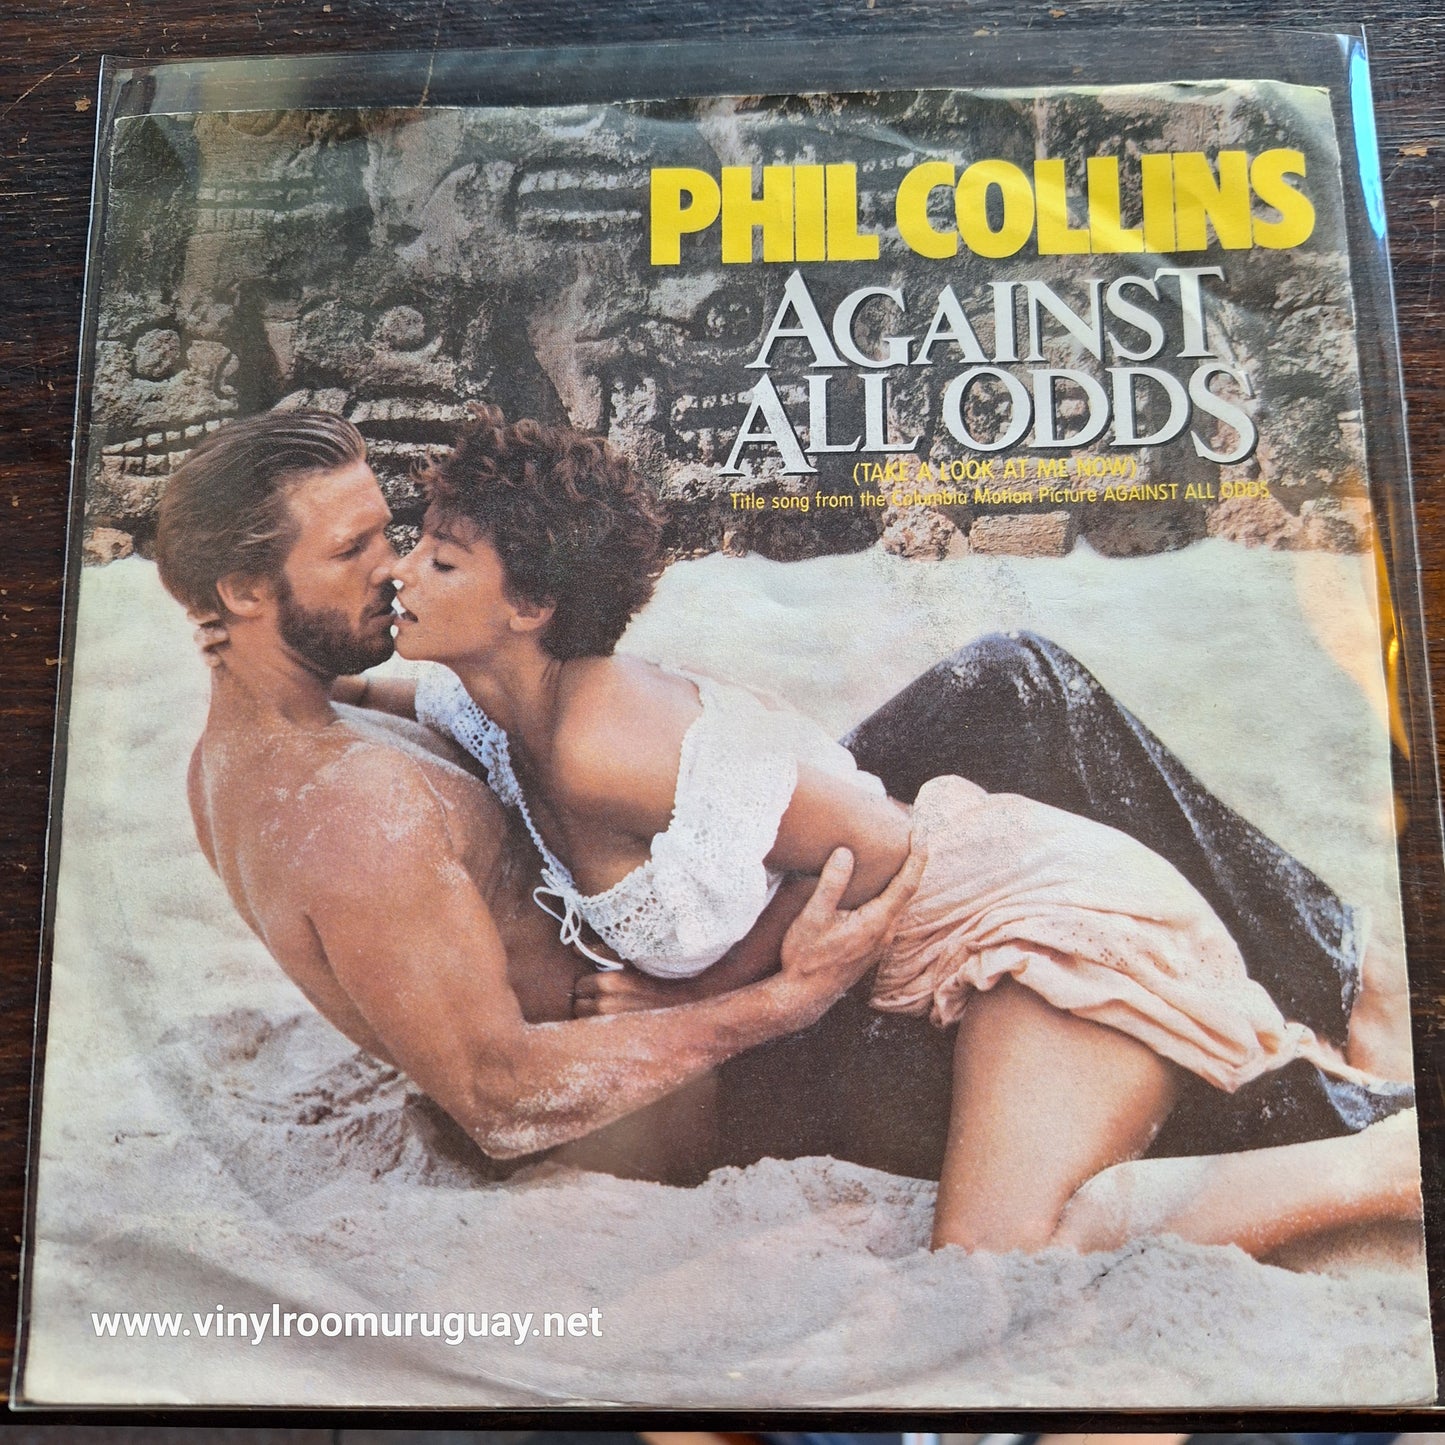 PHIL COLLINS
AGAINST
ALL ODDS
(TAKE A LOOK AT ME NOW)
Title song from the Columbia Motion Picture AGAINST ALL ODDS
www.vinylroomuruguay.net